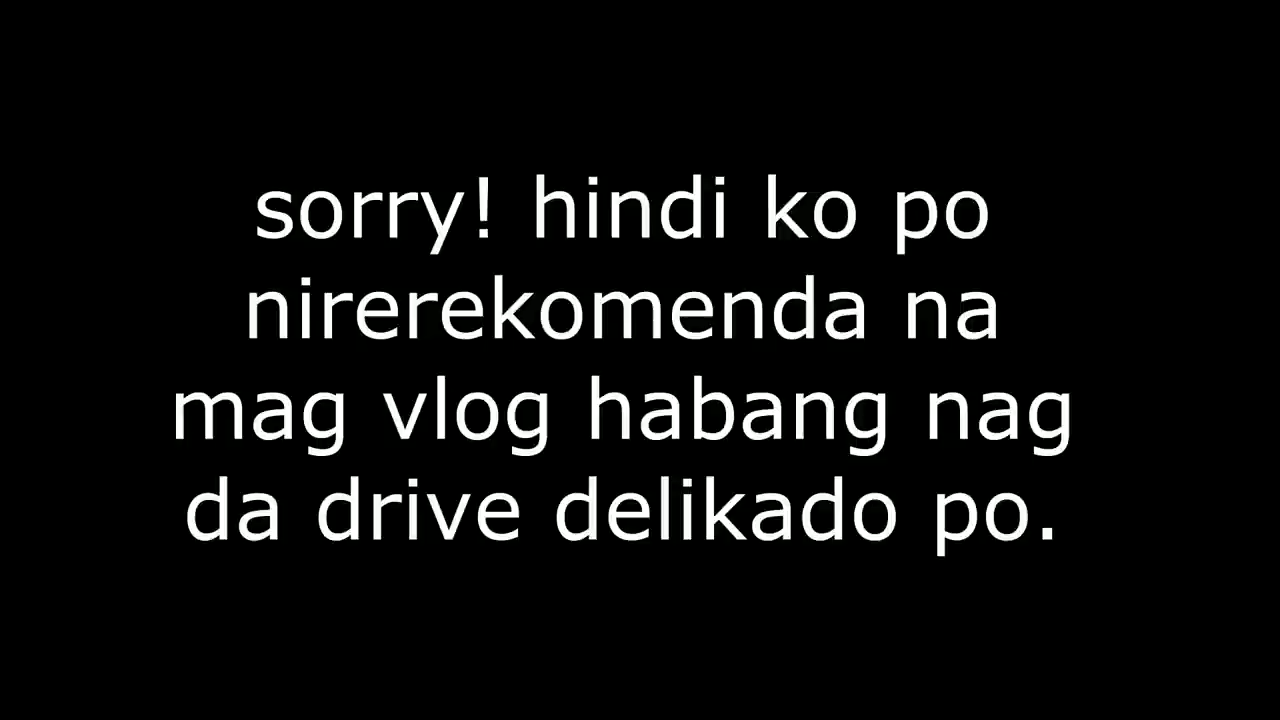 sorry! hindi ko po
nirerekomenda na
mag vlog habang nag
da drive delikado po.